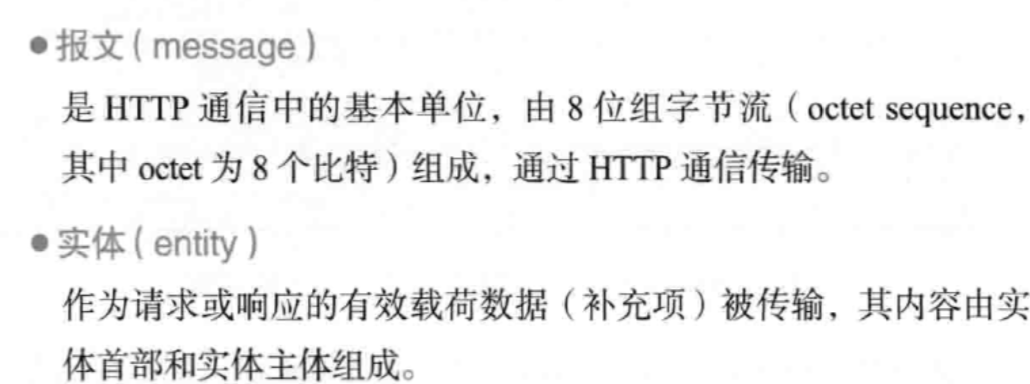 ●报文（message）
是 HTTP 通信中的基本单位，由 8 位组字节流（octet sequence，
其中 octet 为 8 个比特）组成，通过 HTTP 通信传输。
●实体（entity）
作为请求或响应的有效载荷数据（补充项）被传输，其内容由实
体首部和实体主体组成。